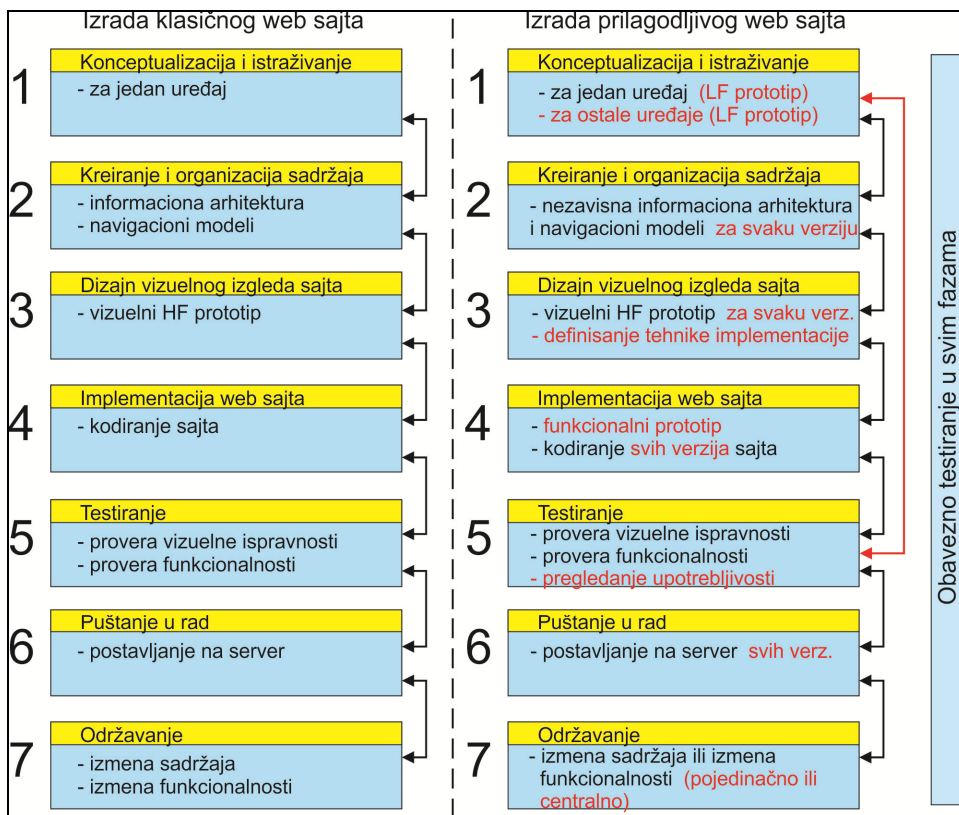 Izrada klasičnog web sajta
1
Konceptualizacija i istraživanje
- za jedan uređaj
2
Kreiranje i organizacija sadržaja
- informaciona arhitektura
- navigacioni modeli
3
Dizajn vizuelnog izgleda sajta
- vizuelni HF prototip
4
Implementacija web sajta
- kodiranje sajta
5
Testiranje
- provera vizuelne ispravnosti
- provera funkcionalnosti
6
Puštanje u rad
- postavljanje na server
7
Održavanje
- izmena sadržaja
- izmena funkcionalnosti
Izrada prilagodljivog web sajta
1
Konceptualizacija i istraživanje
- za jedan uređaj (LF prototip)
- za ostale uređaje (LF prototip)
2
Kreiranje i organizacija sadržaja
- nezavisna informaciona arhitektura
i navigacioni modeli za svaku verziju
3
Dizajn vizuelnog izgleda sajta
- vizuelni HF prototip za svaku verz.
- definisanje tehnike implementacije
4
Implementacija web sajta
- funkcionalni prototip
- kodiranje svih verzija sajta
5
Testiranje
- provera vizuelne ispravnosti
- provera funkcionalnosti
- pregledanje upotrebljivosti
6
Puštanje u rad
- postavljanje na server svih verz.
7
Održavanje
- izmena sadržaja ili izmena
funkcionalnosti (pojedinačno ili
centralno)
Obavezno testiranje u svim fazama